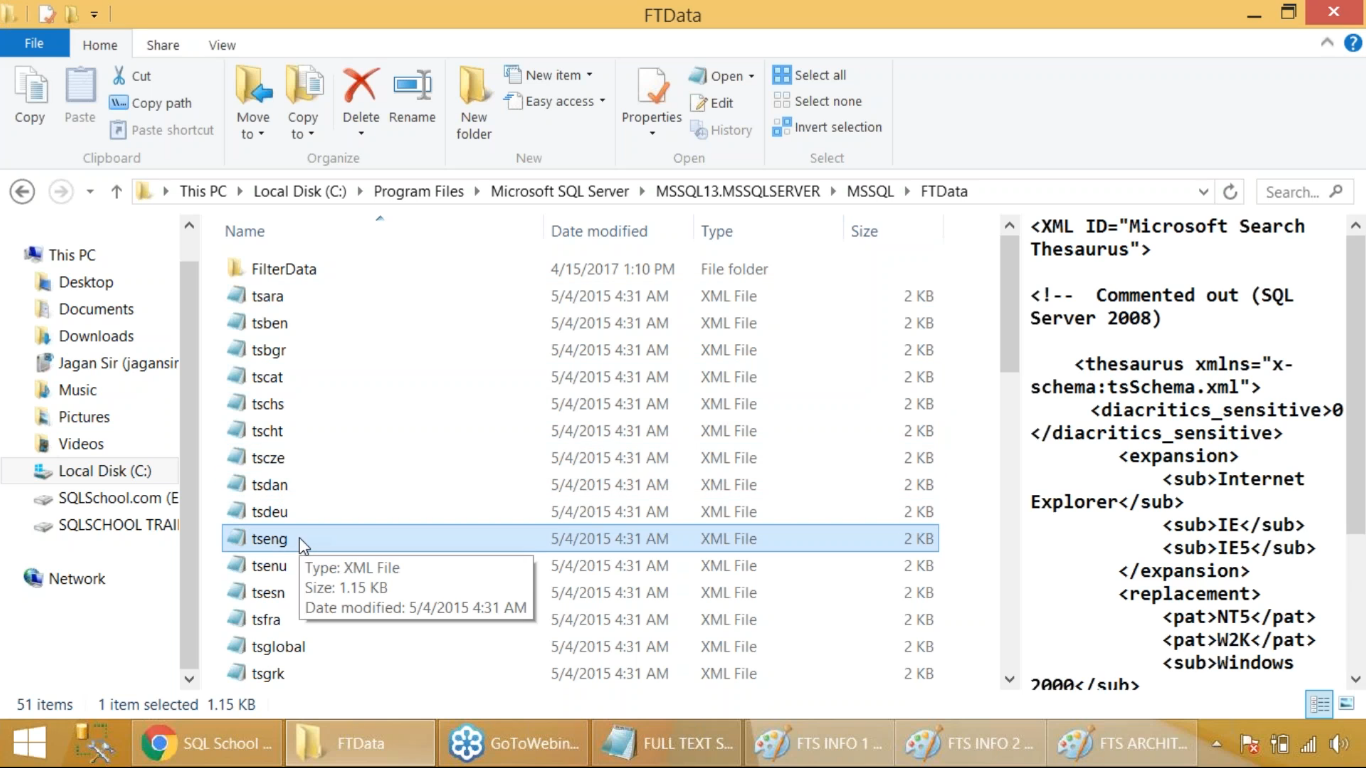 FTData
File
Home
Share
View
Copy
Paste
Cut
Copy path
Paste shortcut
Clipboard
Move to
Copy to
Delete
Rename
Organize
New folder
New item
Easy access
New
Properties
Open
Edit
History
Open
Select all
Select none
Invert selection
Select
This PC
Local Disk (C:)
Program Files
Microsoft SQL Server
MSSQL13.MSSQLSERVER
MSSQL
FTData
Search...
This PC
Desktop
Documents
Downloads
Jagan Sir (jagansir
Music
Pictures
Videos
Local Disk (C:)
SQLSchool.com (E
SQLSCHOOL TRAI
Network
Name Date modified Type Size
FilterData 4/15/2017 1:10 PM File folder
tsara 5/4/2015 4:31 AM XML File 2 KB
tsben 5/4/2015 4:31 AM XML File 2 KB
tsbgr 5/4/2015 4:31 AM XML File 2 KB
tscat 5/4/2015 4:31 AM XML File 2 KB
tschs 5/4/2015 4:31 AM XML File 2 KB
tscht 5/4/2015 4:31 AM XML File 2 KB
tscze 5/4/2015 4:31 AM XML File 2 KB
tsdan 5/4/2015 4:31 AM XML File 2 KB
tsdeu 5/4/2015 4:31 AM XML File 2 KB
tseng 5/4/2015 4:31 AM XML File 2 KB
tsenu 5/4/2015 4:31 AM XML File 2 KB
tsesn 5/4/2015 4:31 AM XML File 2 KB
tsfra 5/4/2015 4:31 AM XML File 2 KB
tsglobal 5/4/2015 4:31 AM XML File 2 KB
tsgrk 5/4/2015 4:31 AM XML File 2 KB
Type: XML File
Size: 1.15 KB
Date modified: 5/4/2015 4:31 AM
<XML ID="Microsoft Search
Thesaurus">
<!-- Commented out (SQL
Server 2008)
<thesaurus xmlns="x-
schema:tsSchema.xml">
<diacritics_sensitive>0
</diacritics_sensitive>
<expansion>
<sub>Internet
Explorer</sub>
<sub>IE</sub>
<sub>IE5</sub>
</expansion>
<replacement>
<pat>NT5</pat>
<pat>W2K</pat>
<sub>Windows
2000</sub>
51 items 1 item selected 1.15 KB
SQL School ...
FTData
GoToWebin...
FULL TEXT S...
FTS INFO 1 ...
FTS INFO 2 ...
FTS ARCHIT...